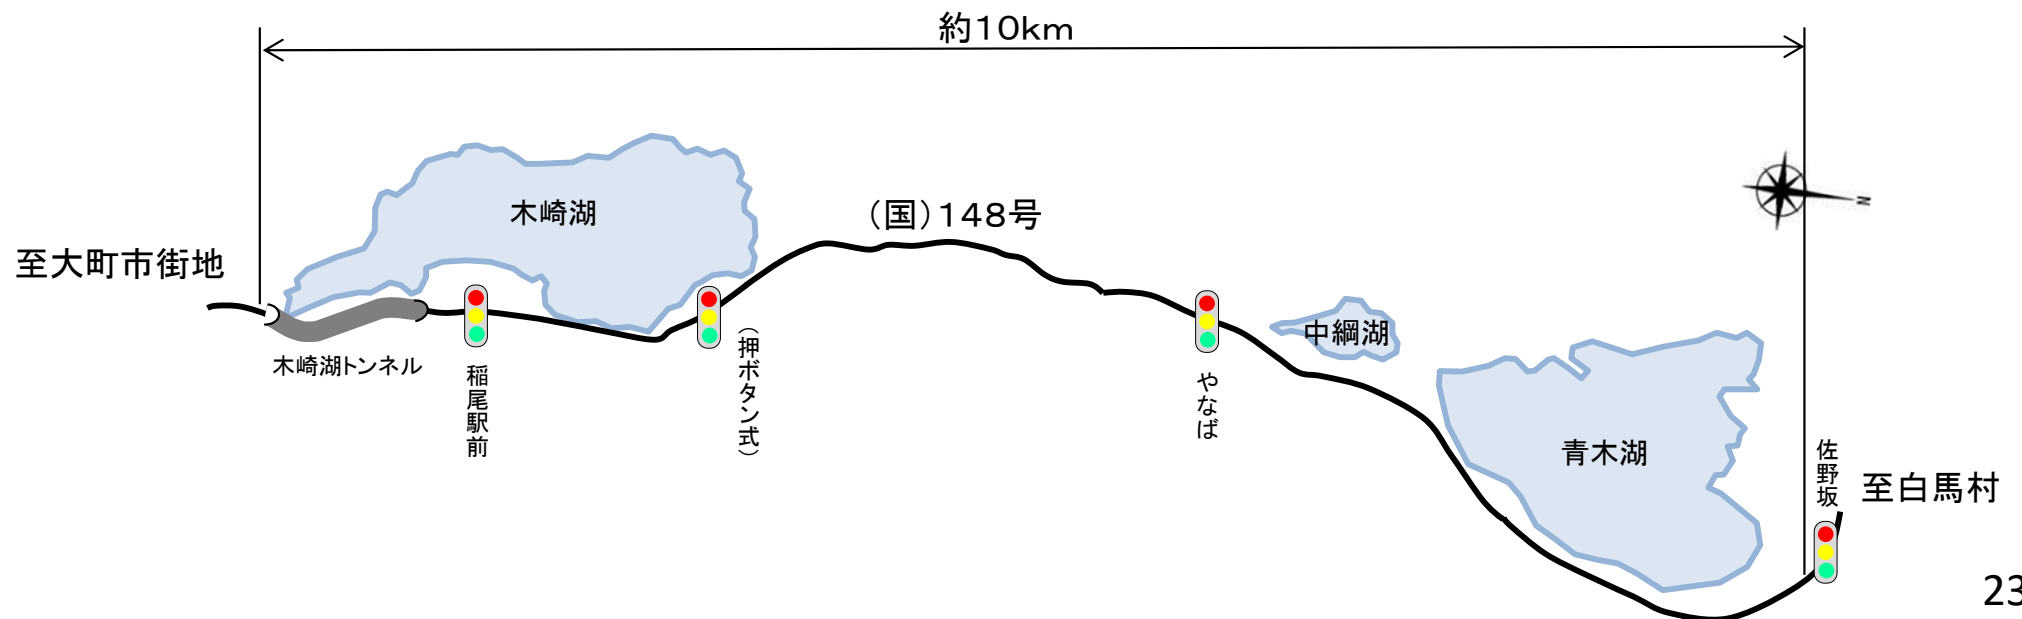 約10km
木崎湖
（国）148号
N
至大町市街地
中綱湖
木崎湖トンネル
稲尾駅前
（押ボタン式）
やなば
青木湖
佐野坂
至白馬村
23